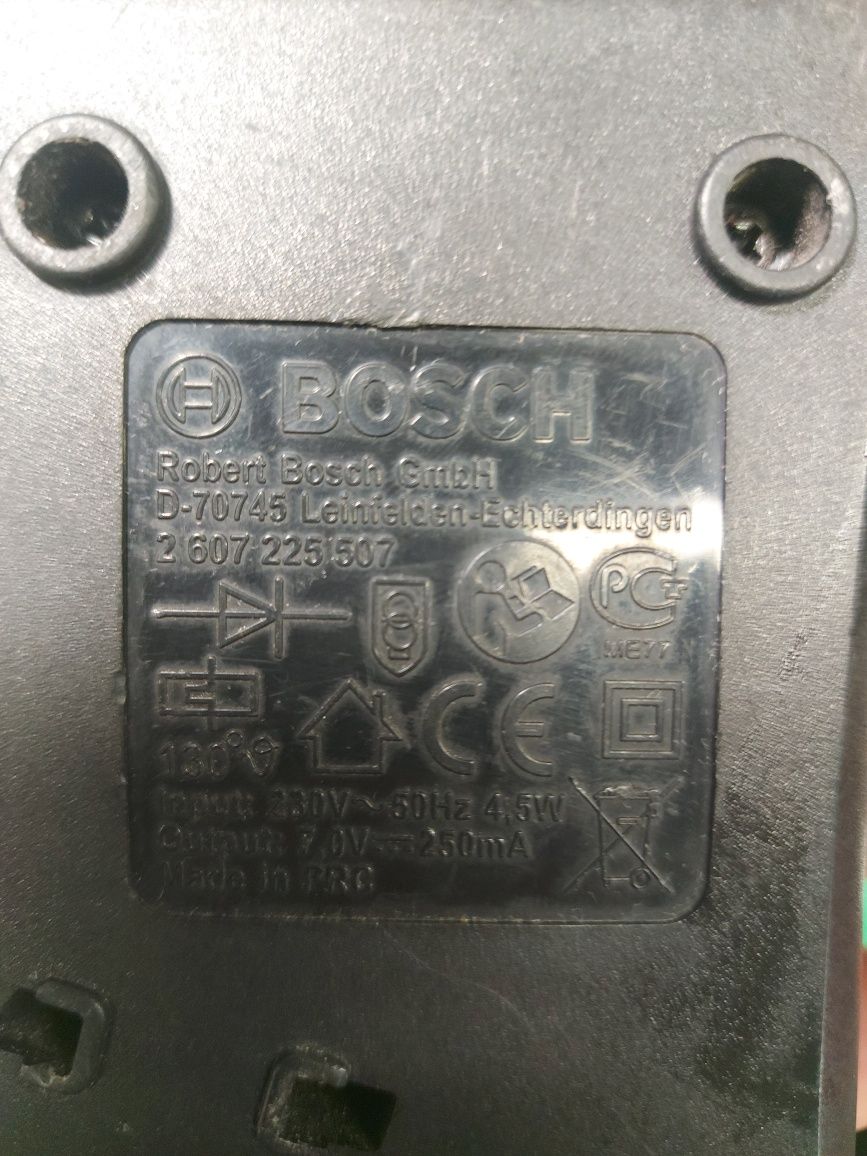 BOSCH
Robert Bosch GmbH
D-70745 Leinfelden-Echterdingen
2 607 225 507
PCT
ME77
CE
130°
Input: 230V~50Hz 4,5W
Output: 7,0V⎓250mA
Made in PRC